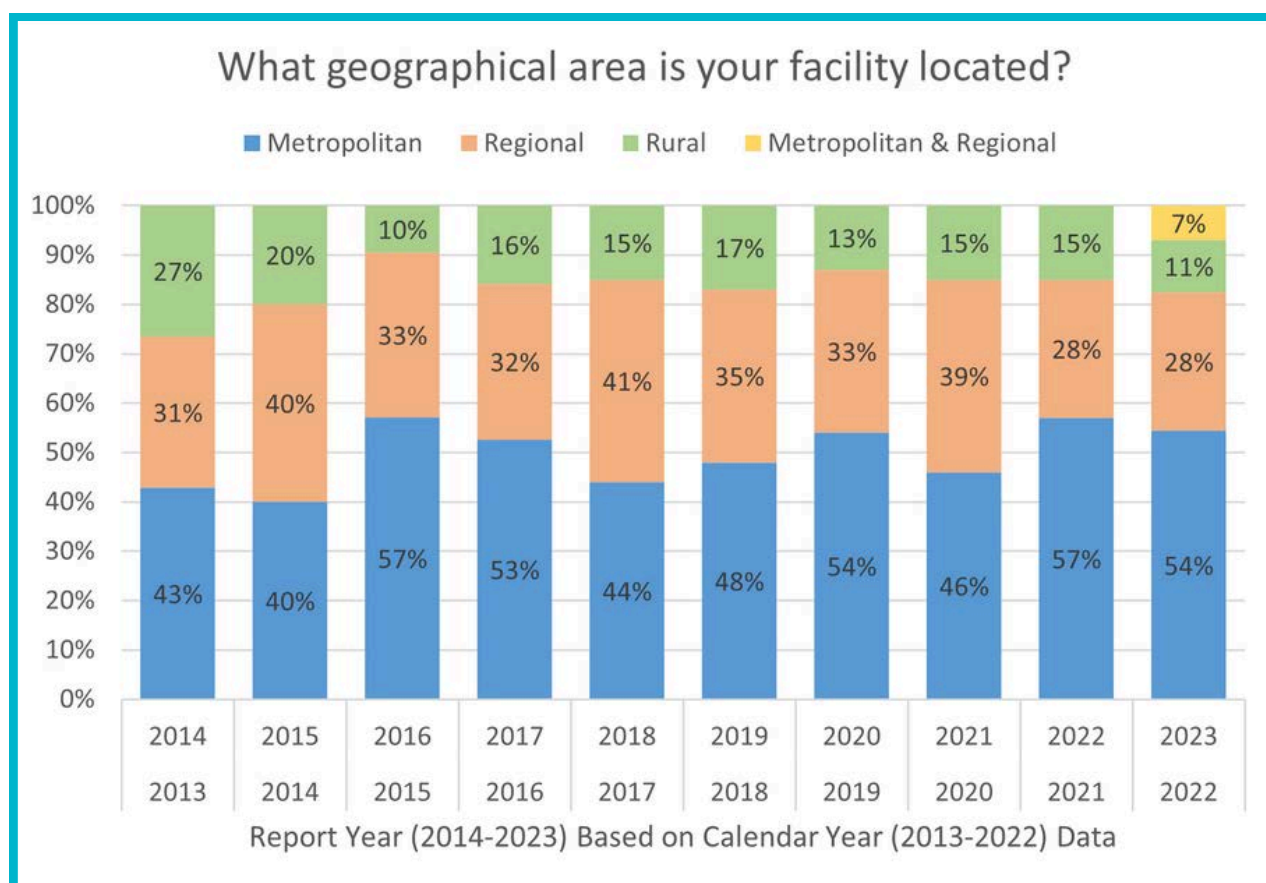 What geographical area is your facility located?
Metropolitan Regional Rural Metropolitan & Regional
100%
90%
80%
70%
60%
50%
40%
30%
20%
10%
0%
27% 20% 10% 16% 15% 17% 13% 15% 15% 7%
11%
31% 40% 33% 32% 41% 35% 33% 39% 28% 28%
43% 40% 57% 53% 44% 48% 54% 46% 57% 54%
2014 2015 2016 2017 2018 2019 2020 2021 2022 2023
2013 2014 2015 2016 2017 2018 2019 2020 2021 2022
Report Year (2014-2023) Based on Calendar Year (2013-2022) Data